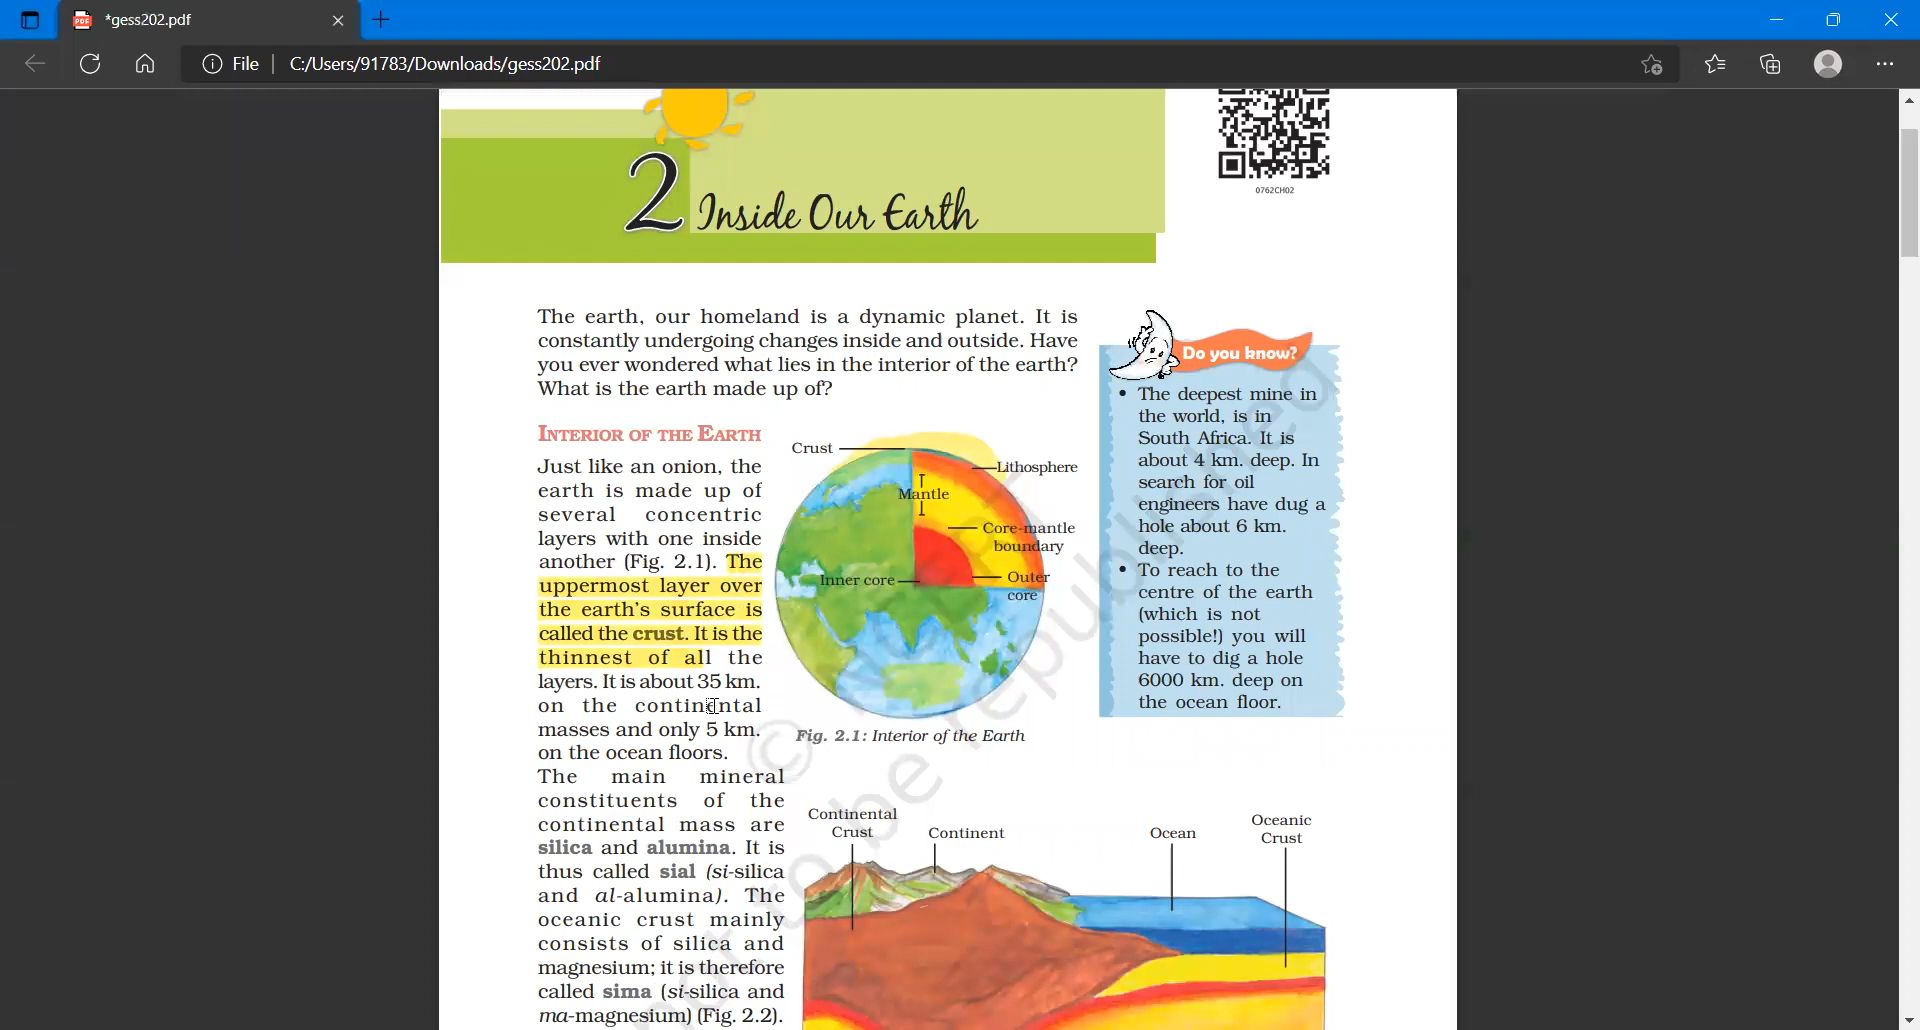 *gess202.pdf
File
C:/Users/91783/Downloads/gess202.pdf
0762CH02
2 Inside Our Earth
The earth, our homeland is a dynamic planet. It is
constantly undergoing changes inside and outside. Have
you ever wondered what lies in the interior of the earth?
What is the earth made up of?
INTERIOR OF THE EARTH
Just like an onion, the
earth is made up of
several concentric
layers with one inside
another (Fig. 2.1). The
uppermost layer over
the earth's surface is
called the crust. It is the
thinnest of all the
layers. It is about 35 km.
on the continental
masses and only 5 km.
on the ocean floors.
The main mineral
constituents of the
continental mass are
silica and alumina. It is
thus called sial (si-silica
and al-alumina). The
oceanic crust mainly
consists of silica and
magnesium; it is therefore
called sima (si-silica and
ma-magnesium) (Fig. 2.2).
Crust
Lithosphere
Mantle
Core-mantle
boundary
Inner core
Outer
core
Fig. 2.1: Interior of the Earth
Continental
Crust
Continent
Ocean
Oceanic
Crust
Do you know?
• The deepest mine in
the world, is in
South Africa. It is
about 4 km. deep. In
search for oil
engineers have dug a
hole about 6 km.
deep.
• To reach to the
centre of the earth
(which is not
possible!) you will
have to dig a hole
6000 km. deep on
the ocean floor.
not to be republished